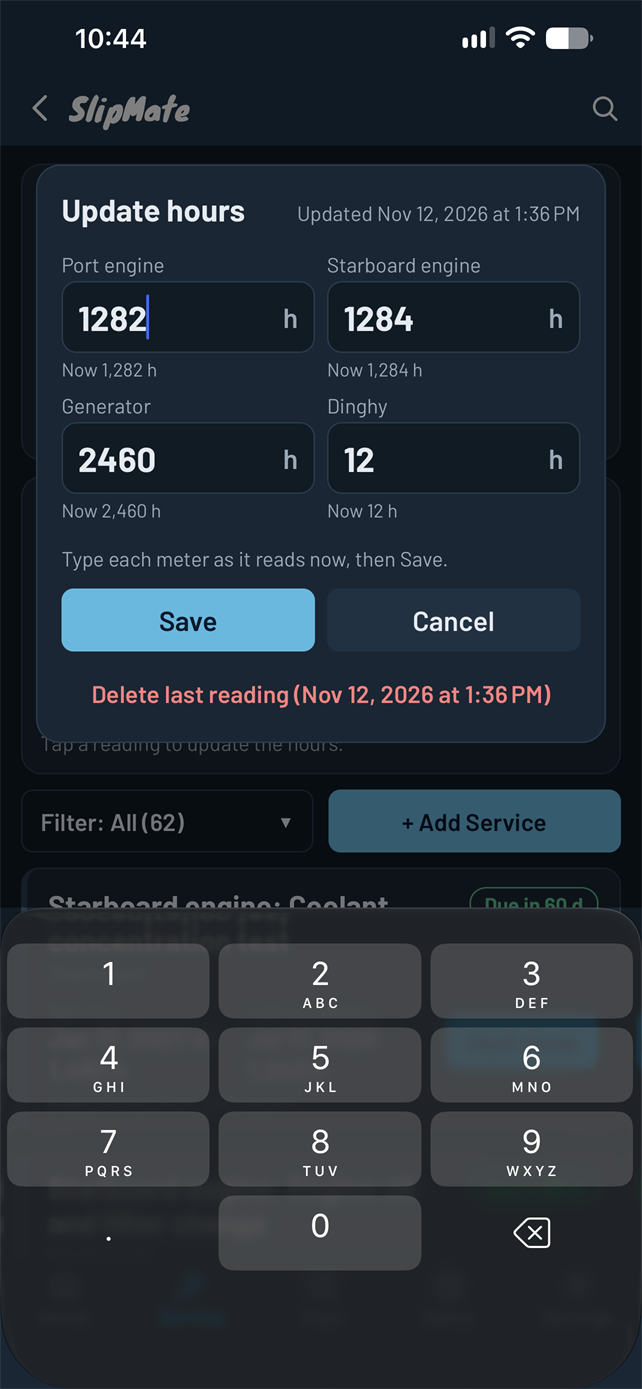 10:44
SlipMate
Update hours Updated Nov 12, 2026 at 1:36 PM
Port engine Starboard engine
1282 h 1284 h
Now 1,282 h Now 1,284 h
Generator Dinghy
2460 h 12 h
Now 2,460 h Now 12 h
Type each meter as it reads now, then Save.
Save Cancel
Delete last reading (Nov 12, 2026 at 1:36 PM)
Tap a reading to update the hours.
Filter: All (62) ▼ + Add Service
Starboard engine: Coolant Due in 60 d
concentration test
1 2 3
ABC DEF
4 5 6
GHI JKL MNO
7 8 9
PQRS TUV WXYZ
. 0